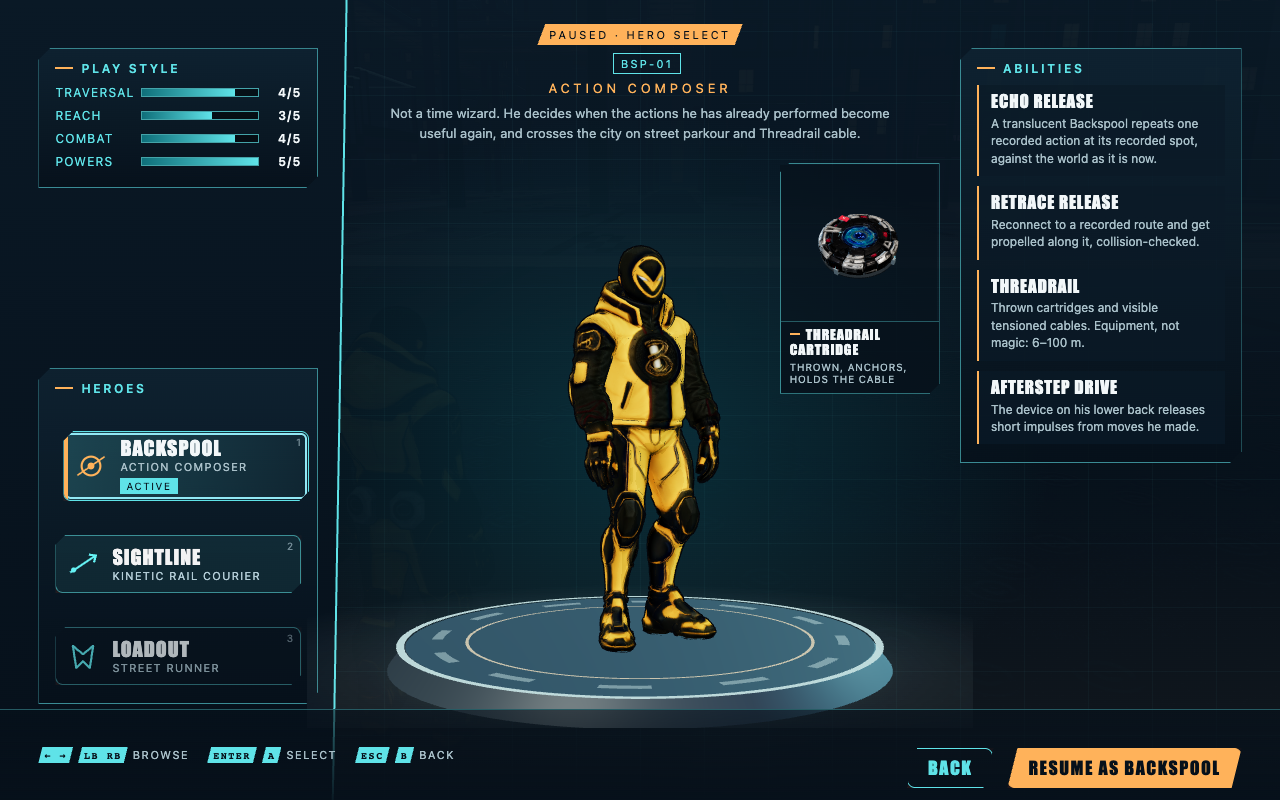 PAUSED · HERO SELECT
BSP-01
ACTION COMPOSER
Not a time wizard. He decides when the actions he has already performed become
useful again, and crosses the city on street parkour and Threadrail cable.
PLAY STYLE
TRAVERSAL 4/5
REACH 3/5
COMBAT 4/5
POWERS 5/5
HEROES
BACKSPOOL 1
ACTION COMPOSER
ACTIVE
SIGHTLINE 2
KINETIC RAIL COURIER
LOADOUT 3
STREET RUNNER
THREADRAIL
CARTRIDGE
THROWN, ANCHORS,
HOLDS THE CABLE
ABILITIES
ECHO RELEASE
A translucent Backspool repeats one
recorded action at its recorded spot,
against the world as it is now.
RETRACE RELEASE
Reconnect to a recorded route and get
propelled along it, collision-checked.
THREADRAIL
Thrown cartridges and visible
tensioned cables. Equipment, not
magic: 6–100 m.
AFTERSTEP DRIVE
The device on his lower back releases
short impulses from moves he made.
← → LB RB BROWSE ENTER A SELECT ESC B BACK
BACK
RESUME AS BACKSPOOL